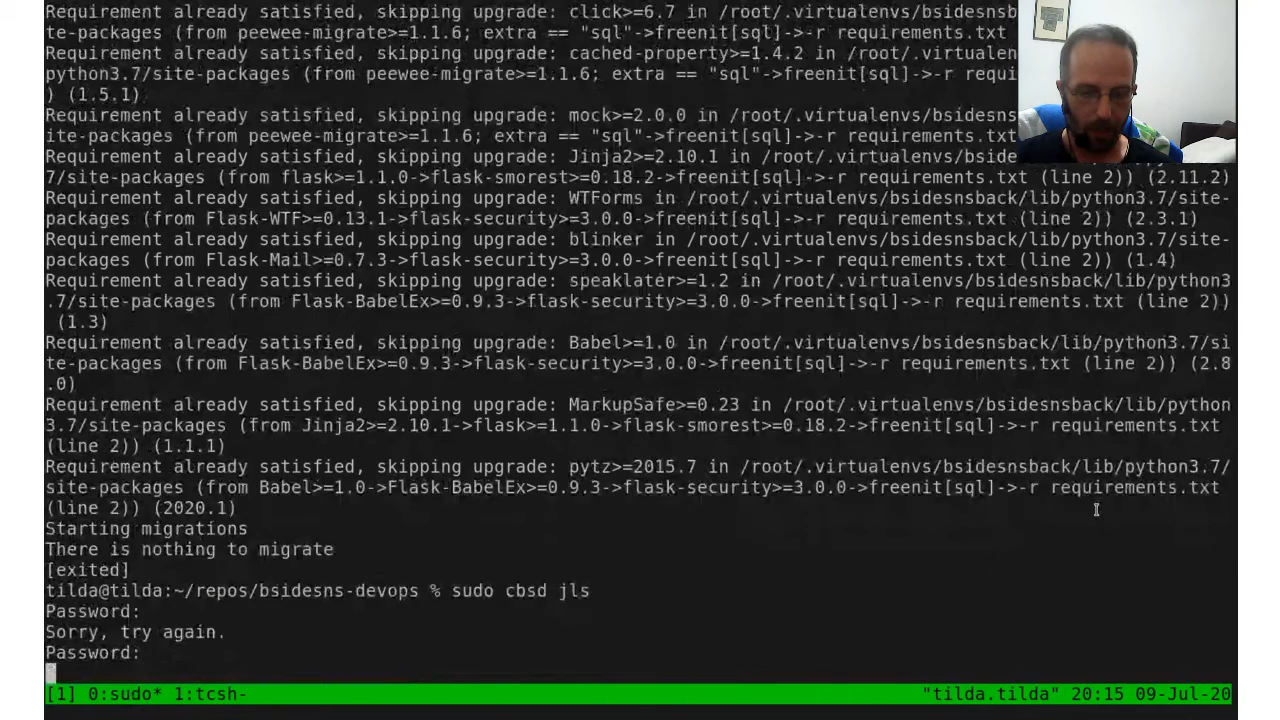 Requirement already satisfied, skipping upgrade: click>=6.7 in /root/.virtualenvs/bsidesnsb
te-packages (from peewee-migrate>=1.1.6; extra == "sql"->freenit[sql]->-r requirements.txt
Requirement already satisfied, skipping upgrade: cached-property>=1.4.2 in /root/.virtualen
python3.7/site-packages (from peewee-migrate>=1.1.6; extra == "sql"->freenit[sql]->-r requi
) (1.5.1)
Requirement already satisfied, skipping upgrade: mock>=2.0.0 in /root/.virtualenvs/bsidesns
ite-packages (from peewee-migrate>=1.1.6; extra == "sql"->freenit[sql]->-r requirements.txt
Requirement already satisfied, skipping upgrade: Jinja2>=2.10.1 in /root/.virtualenvs/bside
7/site-packages (from flask>=1.1.0->flask-smorest>=0.18.2->freenit[sql]->-r requirements.txt (line 2)) (2.11.2)
Requirement already satisfied, skipping upgrade: WTForms in /root/.virtualenvs/bsidesnsback/lib/python3.7/site-
packages (from Flask-WTF>=0.13.1->flask-security>=3.0.0->freenit[sql]->-r requirements.txt (line 2)) (2.3.1)
Requirement already satisfied, skipping upgrade: blinker in /root/.virtualenvs/bsidesnsback/lib/python3.7/site-
packages (from Flask-Mail>=0.7.3->flask-security>=3.0.0->freenit[sql]->-r requirements.txt (line 2)) (1.4)
Requirement already satisfied, skipping upgrade: speaklater>=1.2 in /root/.virtualenvs/bsidesnsback/lib/python3
.7/site-packages (from Flask-BabelEx>=0.9.3->flask-security>=3.0.0->freenit[sql]->-r requirements.txt (line 2))
(1.3)
Requirement already satisfied, skipping upgrade: Babel>=1.0 in /root/.virtualenvs/bsidesnsback/lib/python3.7/si
te-packages (from Flask-BabelEx>=0.9.3->flask-security>=3.0.0->freenit[sql]->-r requirements.txt (line 2)) (2.8
.0)
Requirement already satisfied, skipping upgrade: MarkupSafe>=0.23 in /root/.virtualenvs/bsidesnsback/lib/python
3.7/site-packages (from Jinja2>=2.10.1->flask>=1.1.0->flask-smorest>=0.18.2->freenit[sql]->-r requirements.txt
(line 2)) (1.1.1)
Requirement already satisfied, skipping upgrade: pytz>=2015.7 in /root/.virtualenvs/bsidesnsback/lib/python3.7/
site-packages (from Babel>=1.0->Flask-BabelEx>=0.9.3->flask-security>=3.0.0->freenit[sql]->-r requirements.txt
(line 2)) (2020.1)
Starting migrations
There is nothing to migrate
[exited]
tilda@tilda:~/repos/bsidesns-devops % sudo cbsd jls
Password:
Sorry, try again.
Password:
[1] 0:sudo* 1:tcsh- "tilda.tilda" 20:15 09-Jul-20